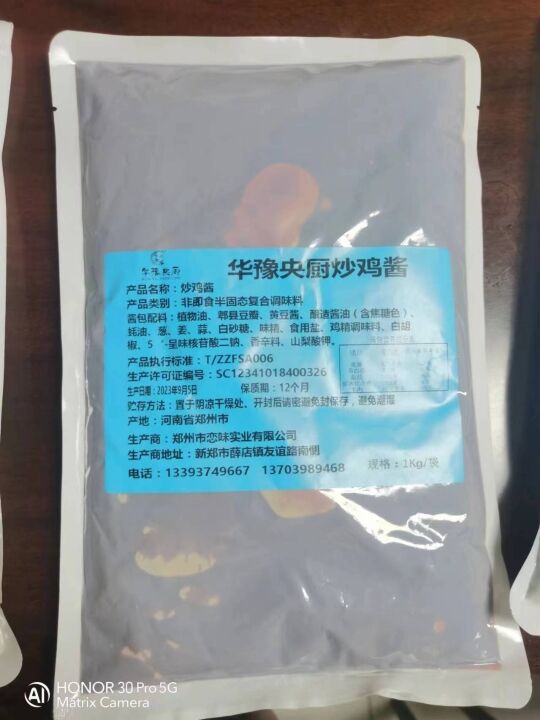 华豫央厨
华豫央厨炒鸡酱
产品名称：炒鸡酱
产品类别：非即食半固态复合调味料
酱包配料：植物油、郫县豆瓣、黄豆酱、酿造酱油（含焦糖色）、
蚝油、葱、姜、蒜、白砂糖、味精、食用盐、鸡精调味料、白胡
椒、5‘-呈味核苷酸二钠、香辛料、山梨酸钾。
产品执行标准：T/ZZFSA006
生产许可证编号：SC12341018400326
生产日期：2023年9月5日 保质期：12个月
贮存方法：置于阴凉干燥处、开封后请密避免封保存，避免潮湿
产地：河南省郑州市
生产商：郑州市恋味实业有限公司
生产商地址：新郑市薛店镇友谊路南侧
电话：13393749667 13703989468 规格：1Kg/袋
AI HONOR 30 Pro 5G
Matrix Camera